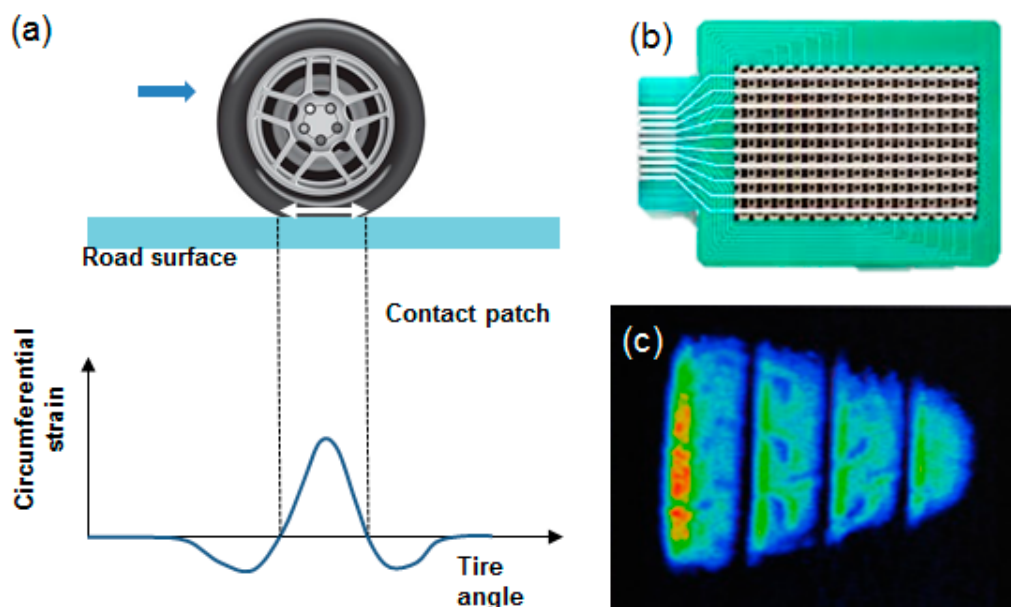 (a)
Road surface
Contact patch
Circumferential
strain
Tire
angle
(b)
(c)